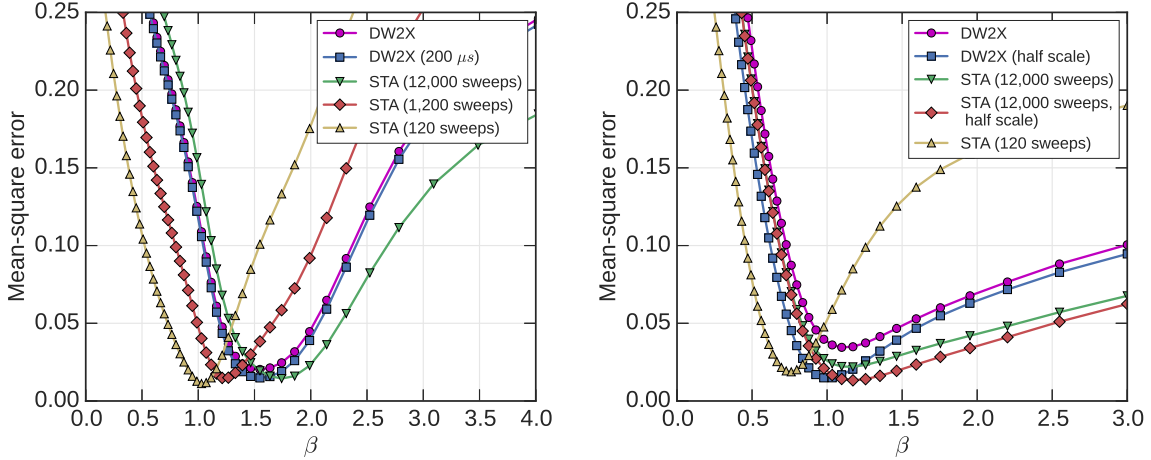 Mean-square error
0.25
0.20
0.15
0.10
0.05
0.00
DW2X
DW2X (200 μs)
STA (12,000 sweeps)
STA (1,200 sweeps)
STA (120 sweeps)
0.0 0.5 1.0 1.5 2.0 2.5 3.0 3.5 4.0
β
Mean-square error
0.25
0.20
0.15
0.10
0.05
0.00
DW2X
DW2X (half scale)
STA (12,000 sweeps)
STA (12,000 sweeps,
half scale)
STA (120 sweeps)
0.0 0.5 1.0 1.5 2.0 2.5 3.0
β